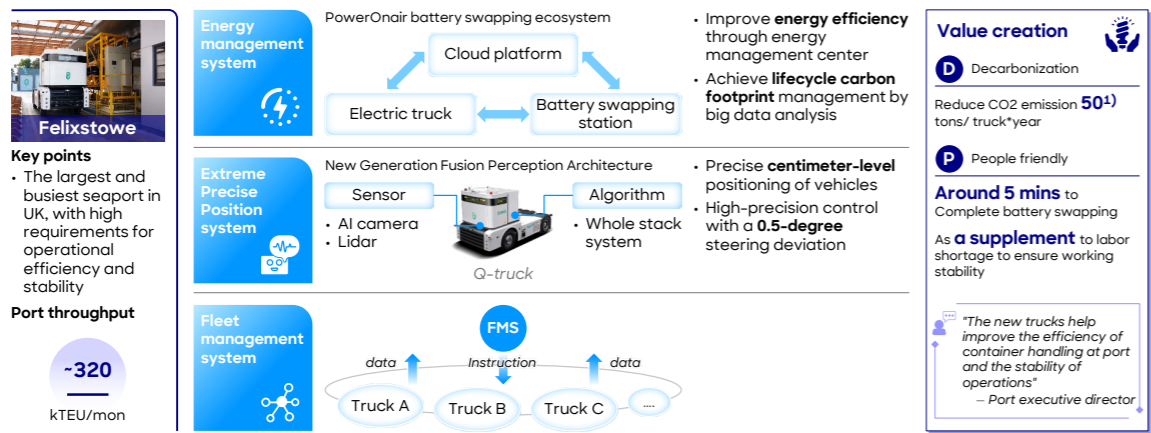 Felixstowe
Key points
• The largest and
busiest seaport in
UK, with high
requirements for
operational
efficiency and
stability
Port throughput
~320
kTEU/mon
Energy
management
system
PowerOnair battery swapping ecosystem
Cloud platform
Electric truck
Battery swapping
station
• Improve energy efficiency
through energy
management center
• Achieve lifecycle carbon
footprint management by
big data analysis
Extreme
Precise
Position
system
New Generation Fusion Perception Architecture
Sensor
• AI camera
• Lidar
Algorithm
• Whole stack
system
Q-truck
• Precise centimeter-level
positioning of vehicles
• High-precision control
with a 0.5-degree
steering deviation
Fleet
management
system
FMS
data
Instruction
data
Truck A
Truck B
Truck C
....
Value creation
D Decarbonization
Reduce CO2 emission 50¹⁾
tons/ truck*year
P People friendly
Around 5 mins to
Complete battery swapping
As a supplement to labor
shortage to ensure working
stability
"The new trucks help
improve the efficiency of
container handling at port
and the stability of
operations"
– Port executive director